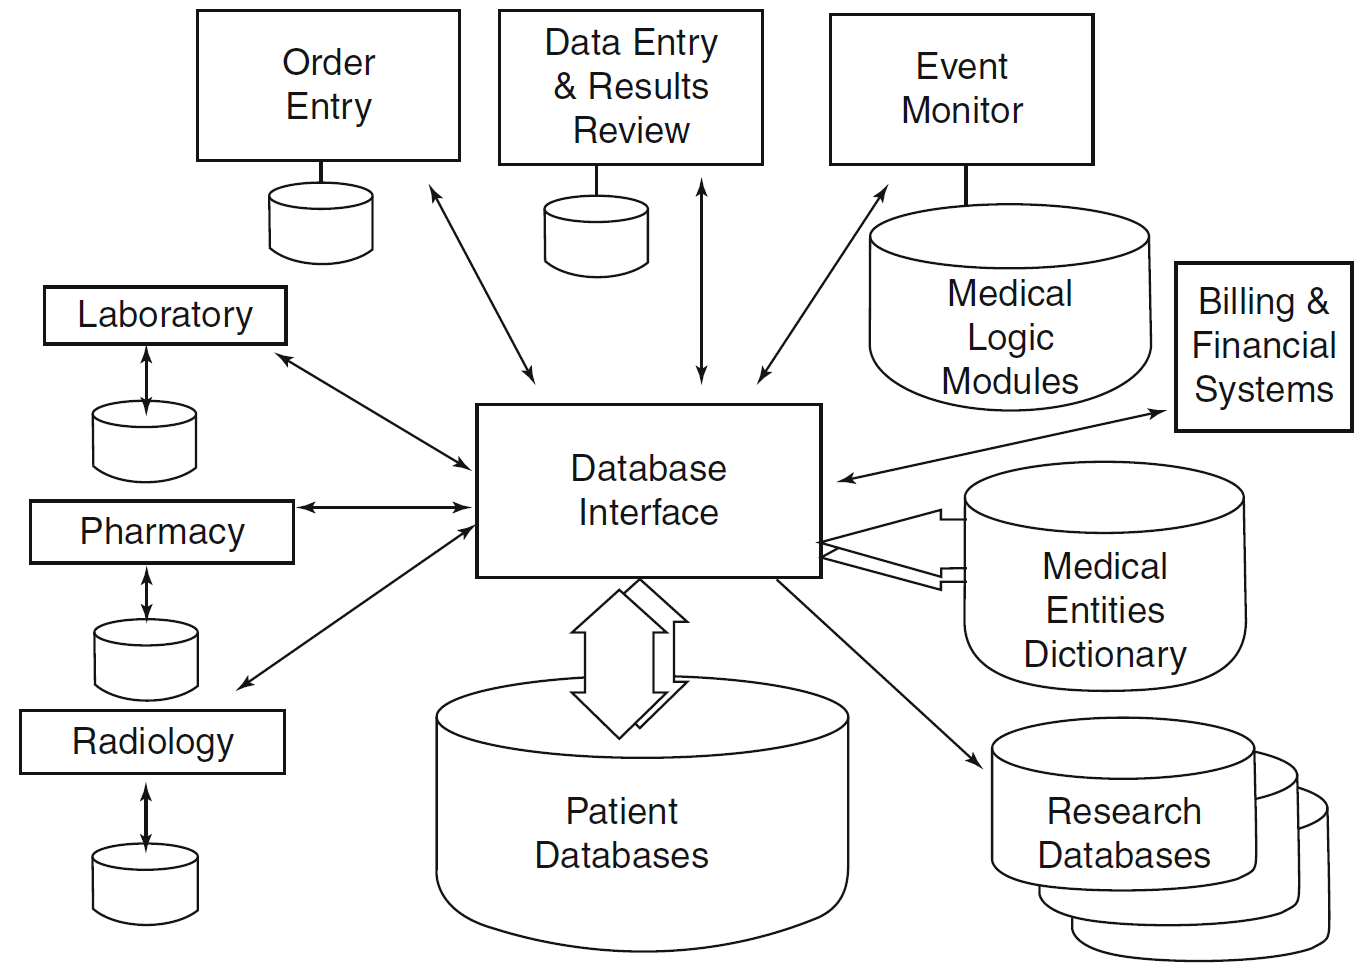 Order
Entry
Data Entry
& Results
Review
Event
Monitor
Laboratory
Medical
Logic
Modules
Billing &
Financial
Systems
Database
Interface
Pharmacy
Medical
Entities
Dictionary
Radiology
Patient
Databases
Research
Databases